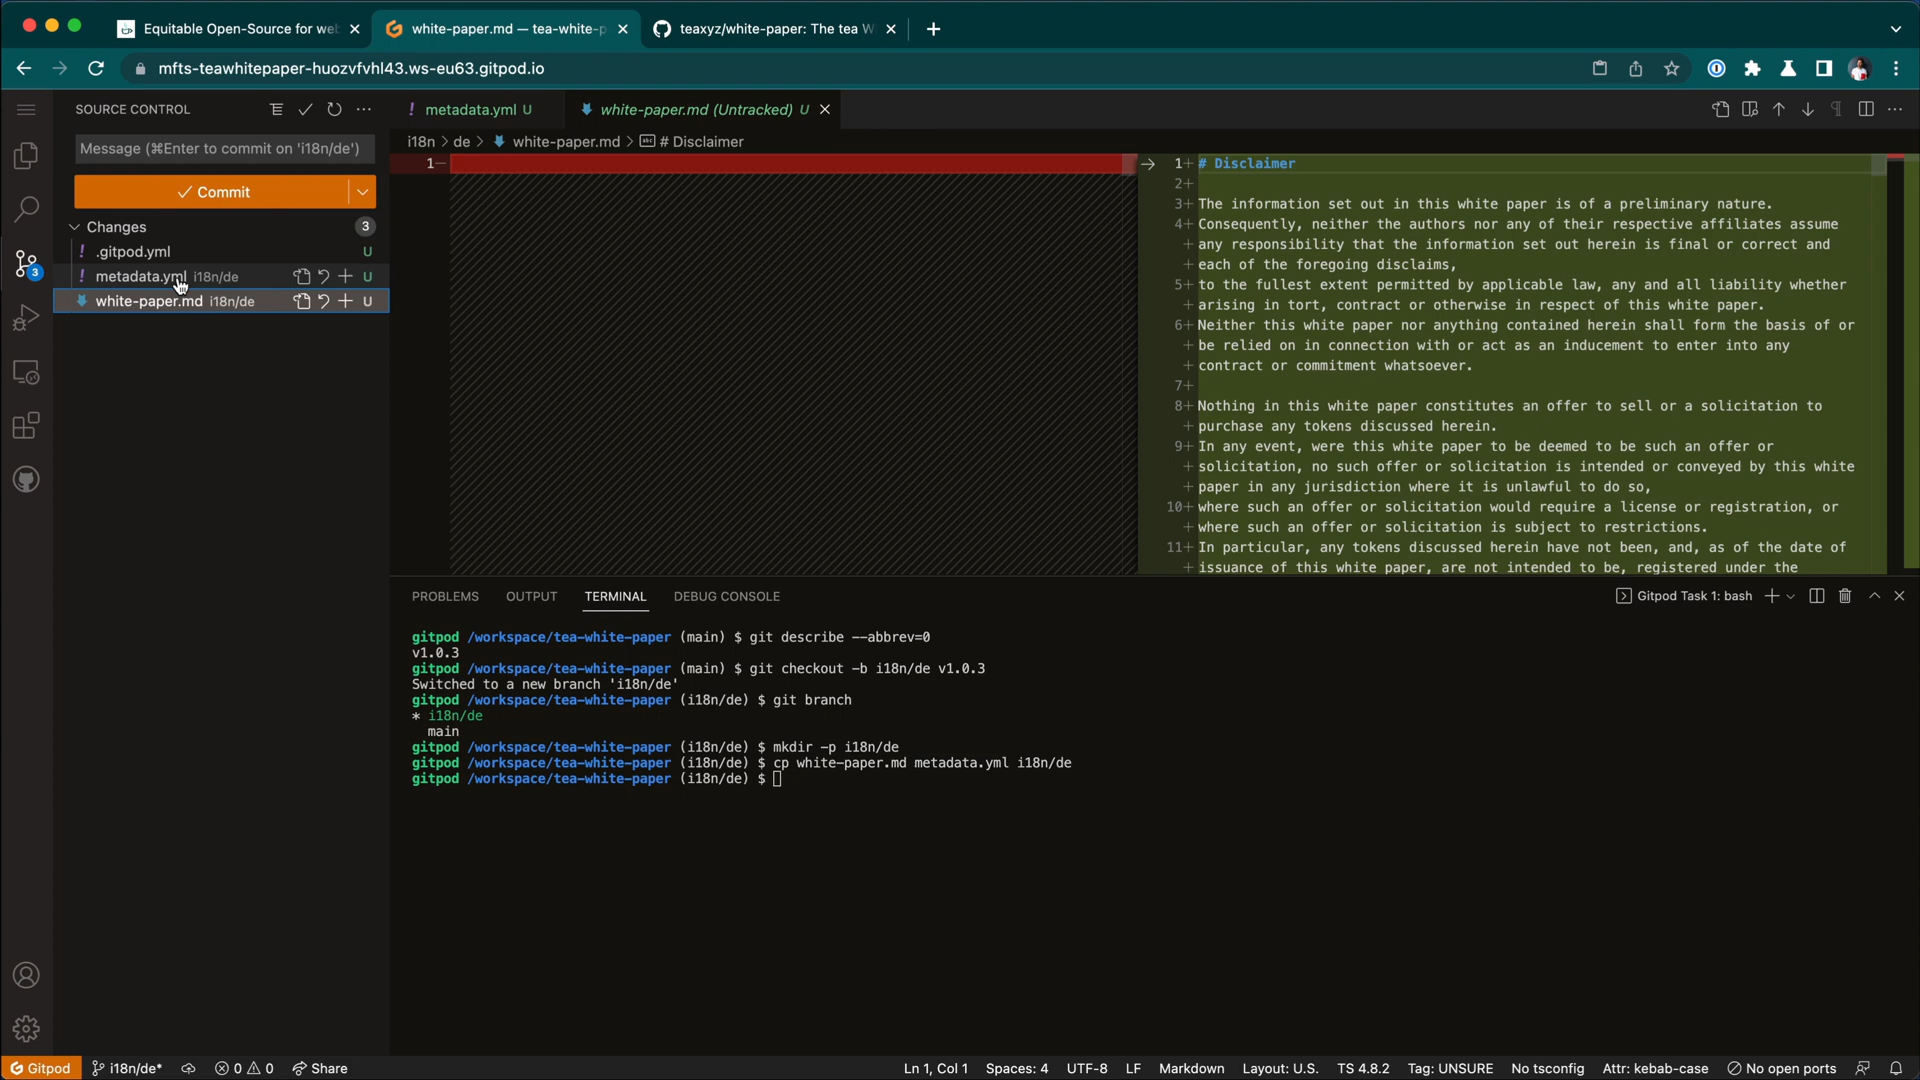 Equitable Open-Source for web
white-paper.md — tea-white-p
teaxyz/white-paper: The tea W
mfts-teawhitepaper-huozvfvhl43.ws-eu63.gitpod.io
SOURCE CONTROL
metadata.yml U
white-paper.md (Untracked) U
Message (⌘Enter to commit on 'i18n/de')
i18n > de > white-paper.md > # Disclaimer
Commit
Changes 3
.gitpod.yml U
metadata.yml i18n/de U
white-paper.md i18n/de U
3
1
1+ # Disclaimer
2+
3+ The information set out in this white paper is of a preliminary nature.
4+ Consequently, neither the authors nor any of their respective affiliates assume
+ any responsibility that the information set out herein is final or correct and
+ each of the foregoing disclaims,
5+ to the fullest extent permitted by applicable law, any and all liability whether
+ arising in tort, contract or otherwise in respect of this white paper.
6+ Neither this white paper nor anything contained herein shall form the basis of or
+ be relied on in connection with or act as an inducement to enter into any
+ contract or commitment whatsoever.
7+
8+ Nothing in this white paper constitutes an offer to sell or a solicitation to
+ purchase any tokens discussed herein.
9+ In any event, were this white paper to be deemed to be such an offer or
+ solicitation, no such offer or solicitation is intended or conveyed by this white
+ paper in any jurisdiction where it is unlawful to do so,
10+ where such an offer or solicitation would require a license or registration, or
+ where such an offer or solicitation is subject to restrictions.
11+ In particular, any tokens discussed herein have not been, and, as of the date of
+ issuance of this white paper, are not intended to be, registered under the
PROBLEMS OUTPUT TERMINAL DEBUG CONSOLE
Gitpod Task 1: bash
gitpod /workspace/tea-white-paper (main) $ git describe --abbrev=0
v1.0.3
gitpod /workspace/tea-white-paper (main) $ git checkout -b i18n/de v1.0.3
Switched to a new branch 'i18n/de'
gitpod /workspace/tea-white-paper (i18n/de) $ git branch
* i18n/de
main
gitpod /workspace/tea-white-paper (i18n/de) $ mkdir -p i18n/de
gitpod /workspace/tea-white-paper (i18n/de) $ cp white-paper.md metadata.yml i18n/de
gitpod /workspace/tea-white-paper (i18n/de) $
Gitpod i18n/de* 0 0 Share
Ln 1, Col 1 Spaces: 4 UTF-8 LF Markdown Layout: U.S. TS 4.8.2 Tag: UNSURE No tsconfig Attr: kebab-case No open ports